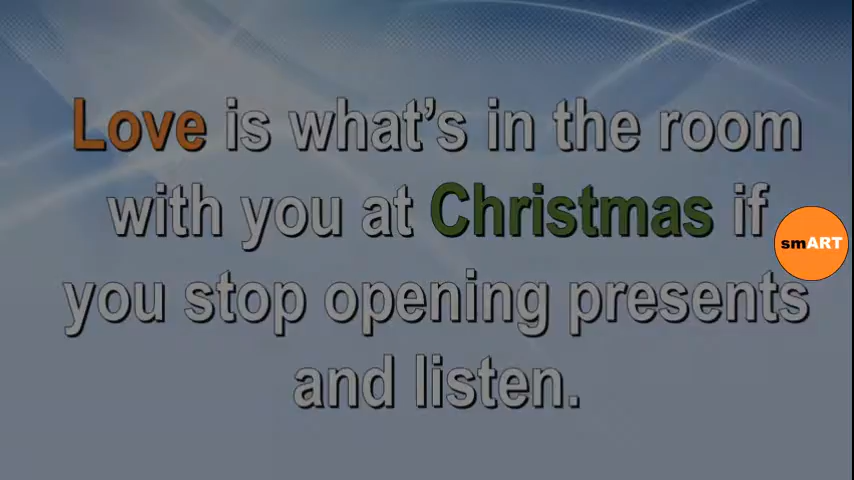 Love is what's in the room
with you at Christmas if
you stop opening presents
and listen.
smART